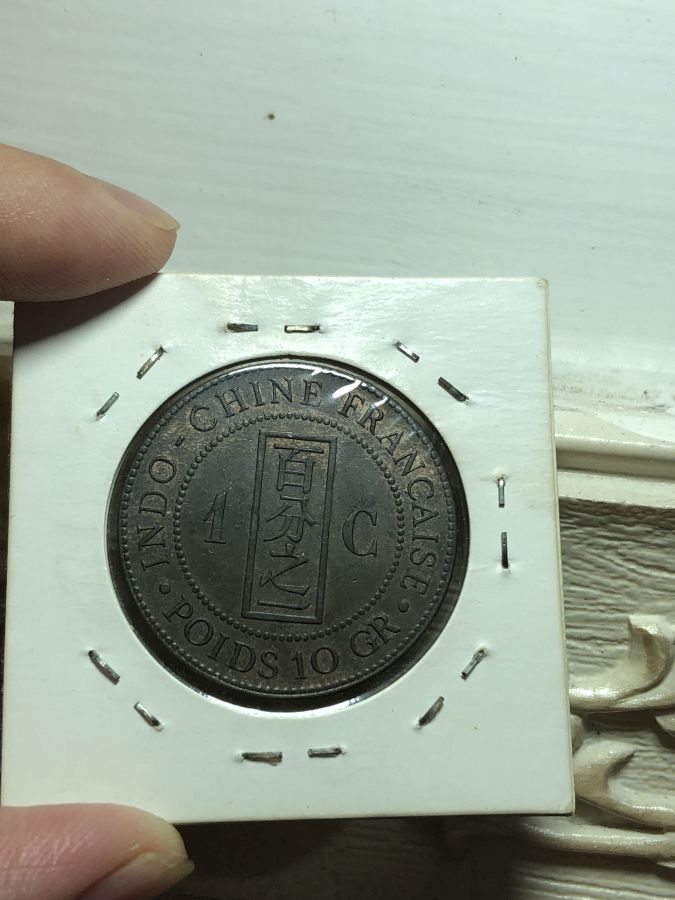 INDO-CHINE FRANÇAISE
1 百分之一 C
• POIDS 10 GR •